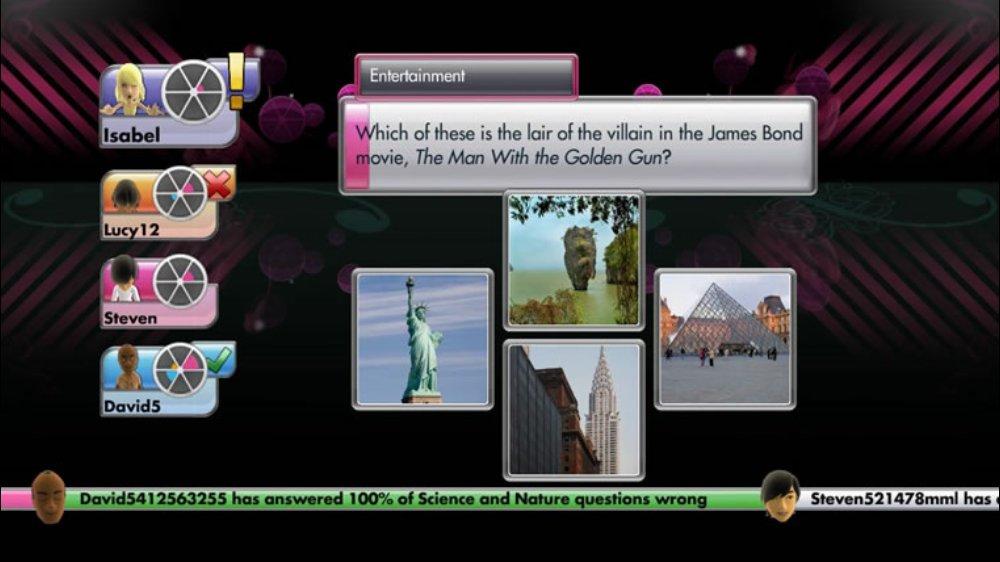 Entertainment
Which of these is the lair of the villain in the James Bond
movie, The Man With the Golden Gun?
Isabel
Lucy12
Steven
David5
David5412563255 has answered 100% of Science and Nature questions wrong
Steven521478mml has